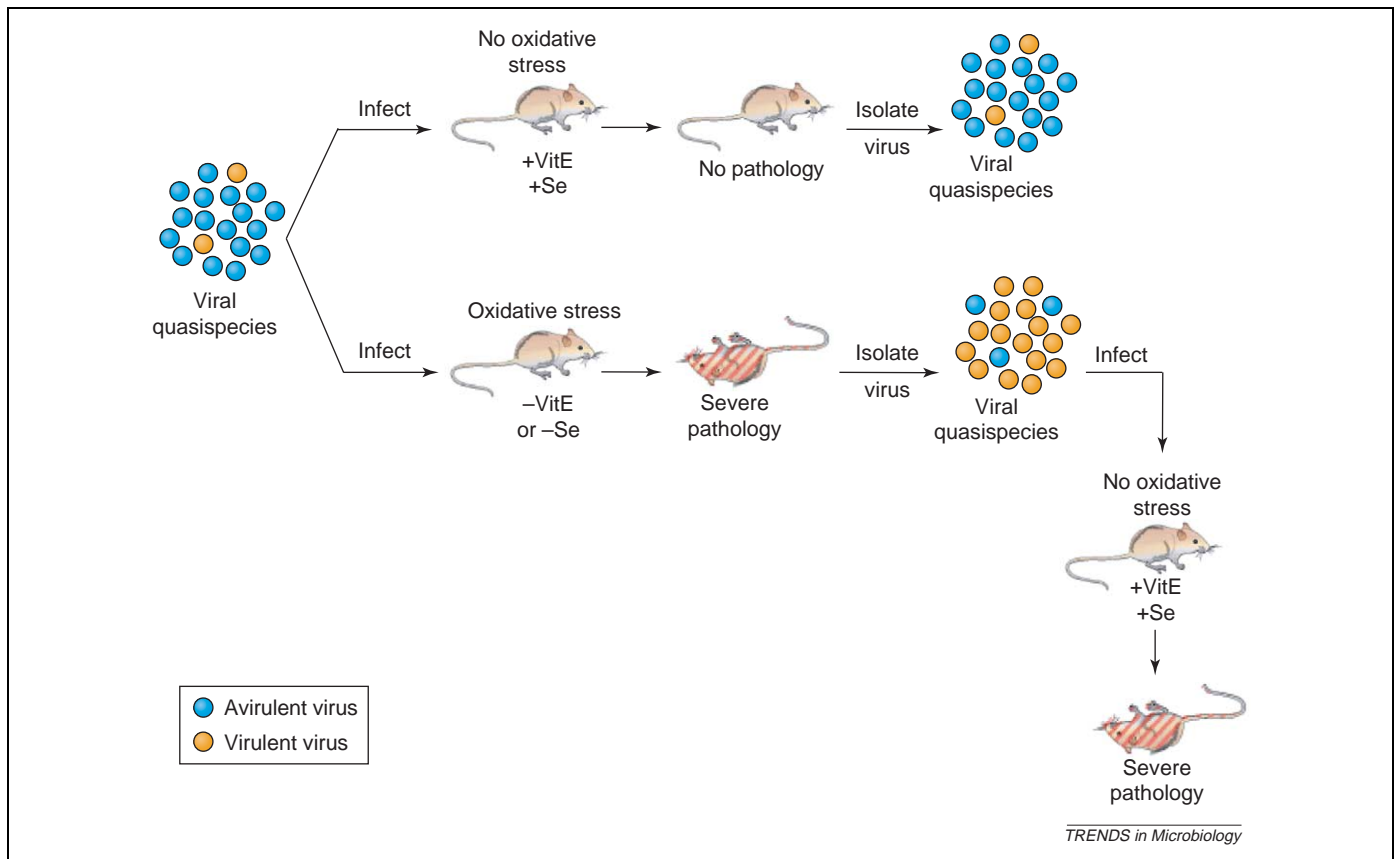 No oxidative
stress
Infect
+VitE
+Se
No pathology
Isolate
virus
Viral
quasispecies
Viral
quasispecies
Infect
Oxidative stress
–VitE
or –Se
Severe
pathology
Isolate
virus
Viral
quasispecies
Infect
No oxidative
stress
+VitE
+Se
Severe
pathology
Avirulent virus
Virulent virus
TRENDS in Microbiology